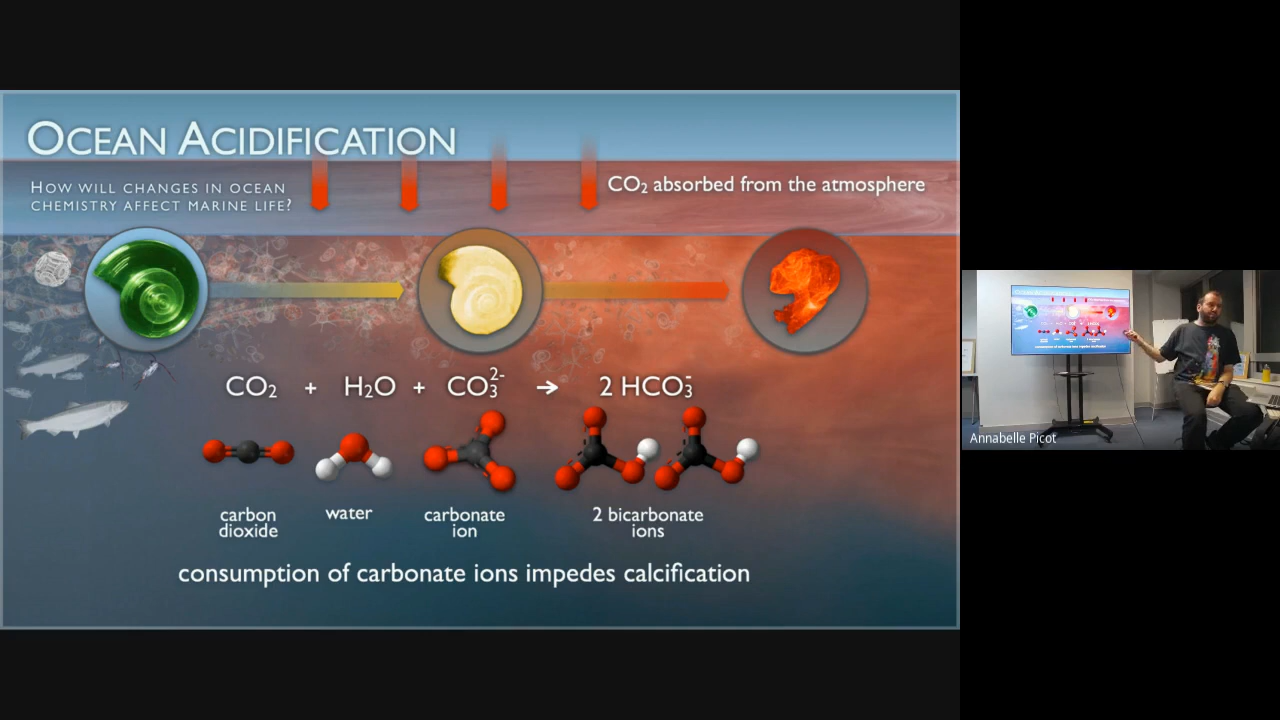 OCEAN ACIDIFICATION
HOW WILL CHANGES IN OCEAN
CHEMISTRY AFFECT MARINE LIFE?
CO₂ absorbed from the atmosphere
CO₂ + H₂O + CO₃²⁻ → 2 HCO₃⁻
carbon dioxide
water
carbonate ion
2 bicarbonate ions
consumption of carbonate ions impedes calcification
Annabelle Picot